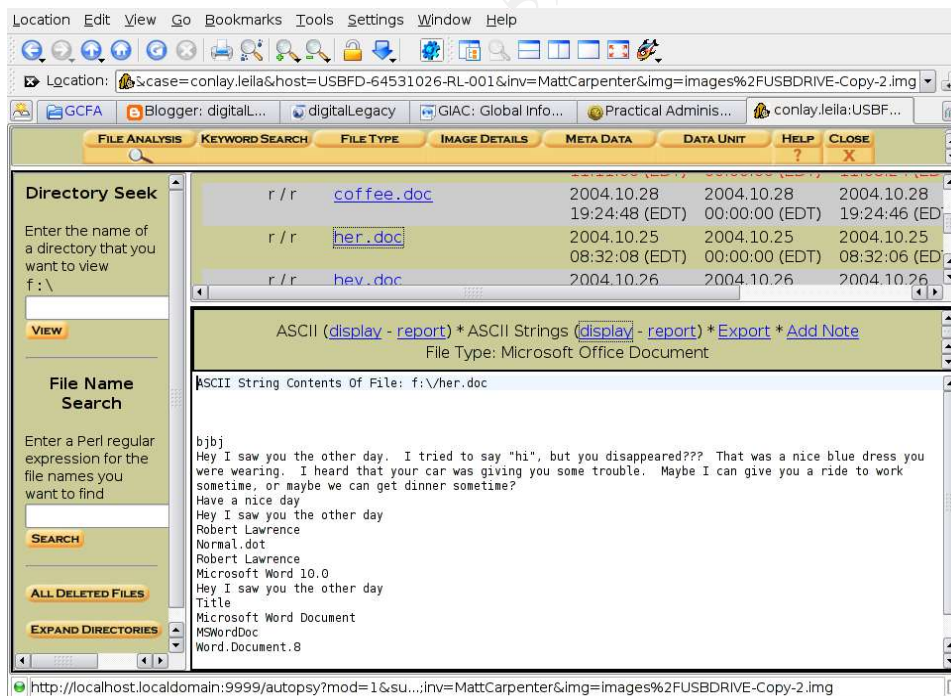 Location Edit View Go Bookmarks Tools Settings Window Help
Location: &case=conlay.leila&host=USBFD-64531026-RL-001&inv=MattCarpenter&img=images%2FUSBDRIVE-Copy-2.img
GCFA Blogger: digitalL... digitalLegacy GIAC: Global Info... Practical Adminis... conlay.leila:USBF...
FILE ANALYSIS KEYWORD SEARCH FILE TYPE IMAGE DETAILS META DATA DATA UNIT HELP CLOSE
? X
Directory Seek
Enter the name of
a directory that you
want to view
f:\
VIEW
File Name
Search
Enter a Perl regular
expression for the
file names you
want to find
SEARCH
ALL DELETED FILES
EXPAND DIRECTORIES
r / r coffee.doc 2004.10.28 2004.10.28 2004.10.28
19:24:48 (EDT) 00:00:00 (EDT) 19:24:46 (EDT
r / r her.doc 2004.10.25 2004.10.25 2004.10.25
08:32:08 (EDT) 00:00:00 (EDT) 08:32:06 (ED
r / r hey.doc 2004.10.26 2004.10.26 2004.10.26
ASCII (display - report) * ASCII Strings (display - report) * Export * Add Note
File Type: Microsoft Office Document
ASCII String Contents Of File: f:\/her.doc
bjbj
Hey I saw you the other day. I tried to say "hi", but you disappeared??? That was a nice blue dress you
were wearing. I heard that your car was giving you some trouble. Maybe I can give you a ride to work
sometime, or maybe we can get dinner sometime?
Have a nice day
Hey I saw you the other day
Robert Lawrence
Normal.dot
Robert Lawrence
Microsoft Word 10.0
Hey I saw you the other day
Title
Microsoft Word Document
MSWordDoc
Word.Document.8
http://localhost.localdomain:9999/autopsy?mod=1&su...;inv=MattCarpenter&img=images%2FUSBDRIVE-Copy-2.img